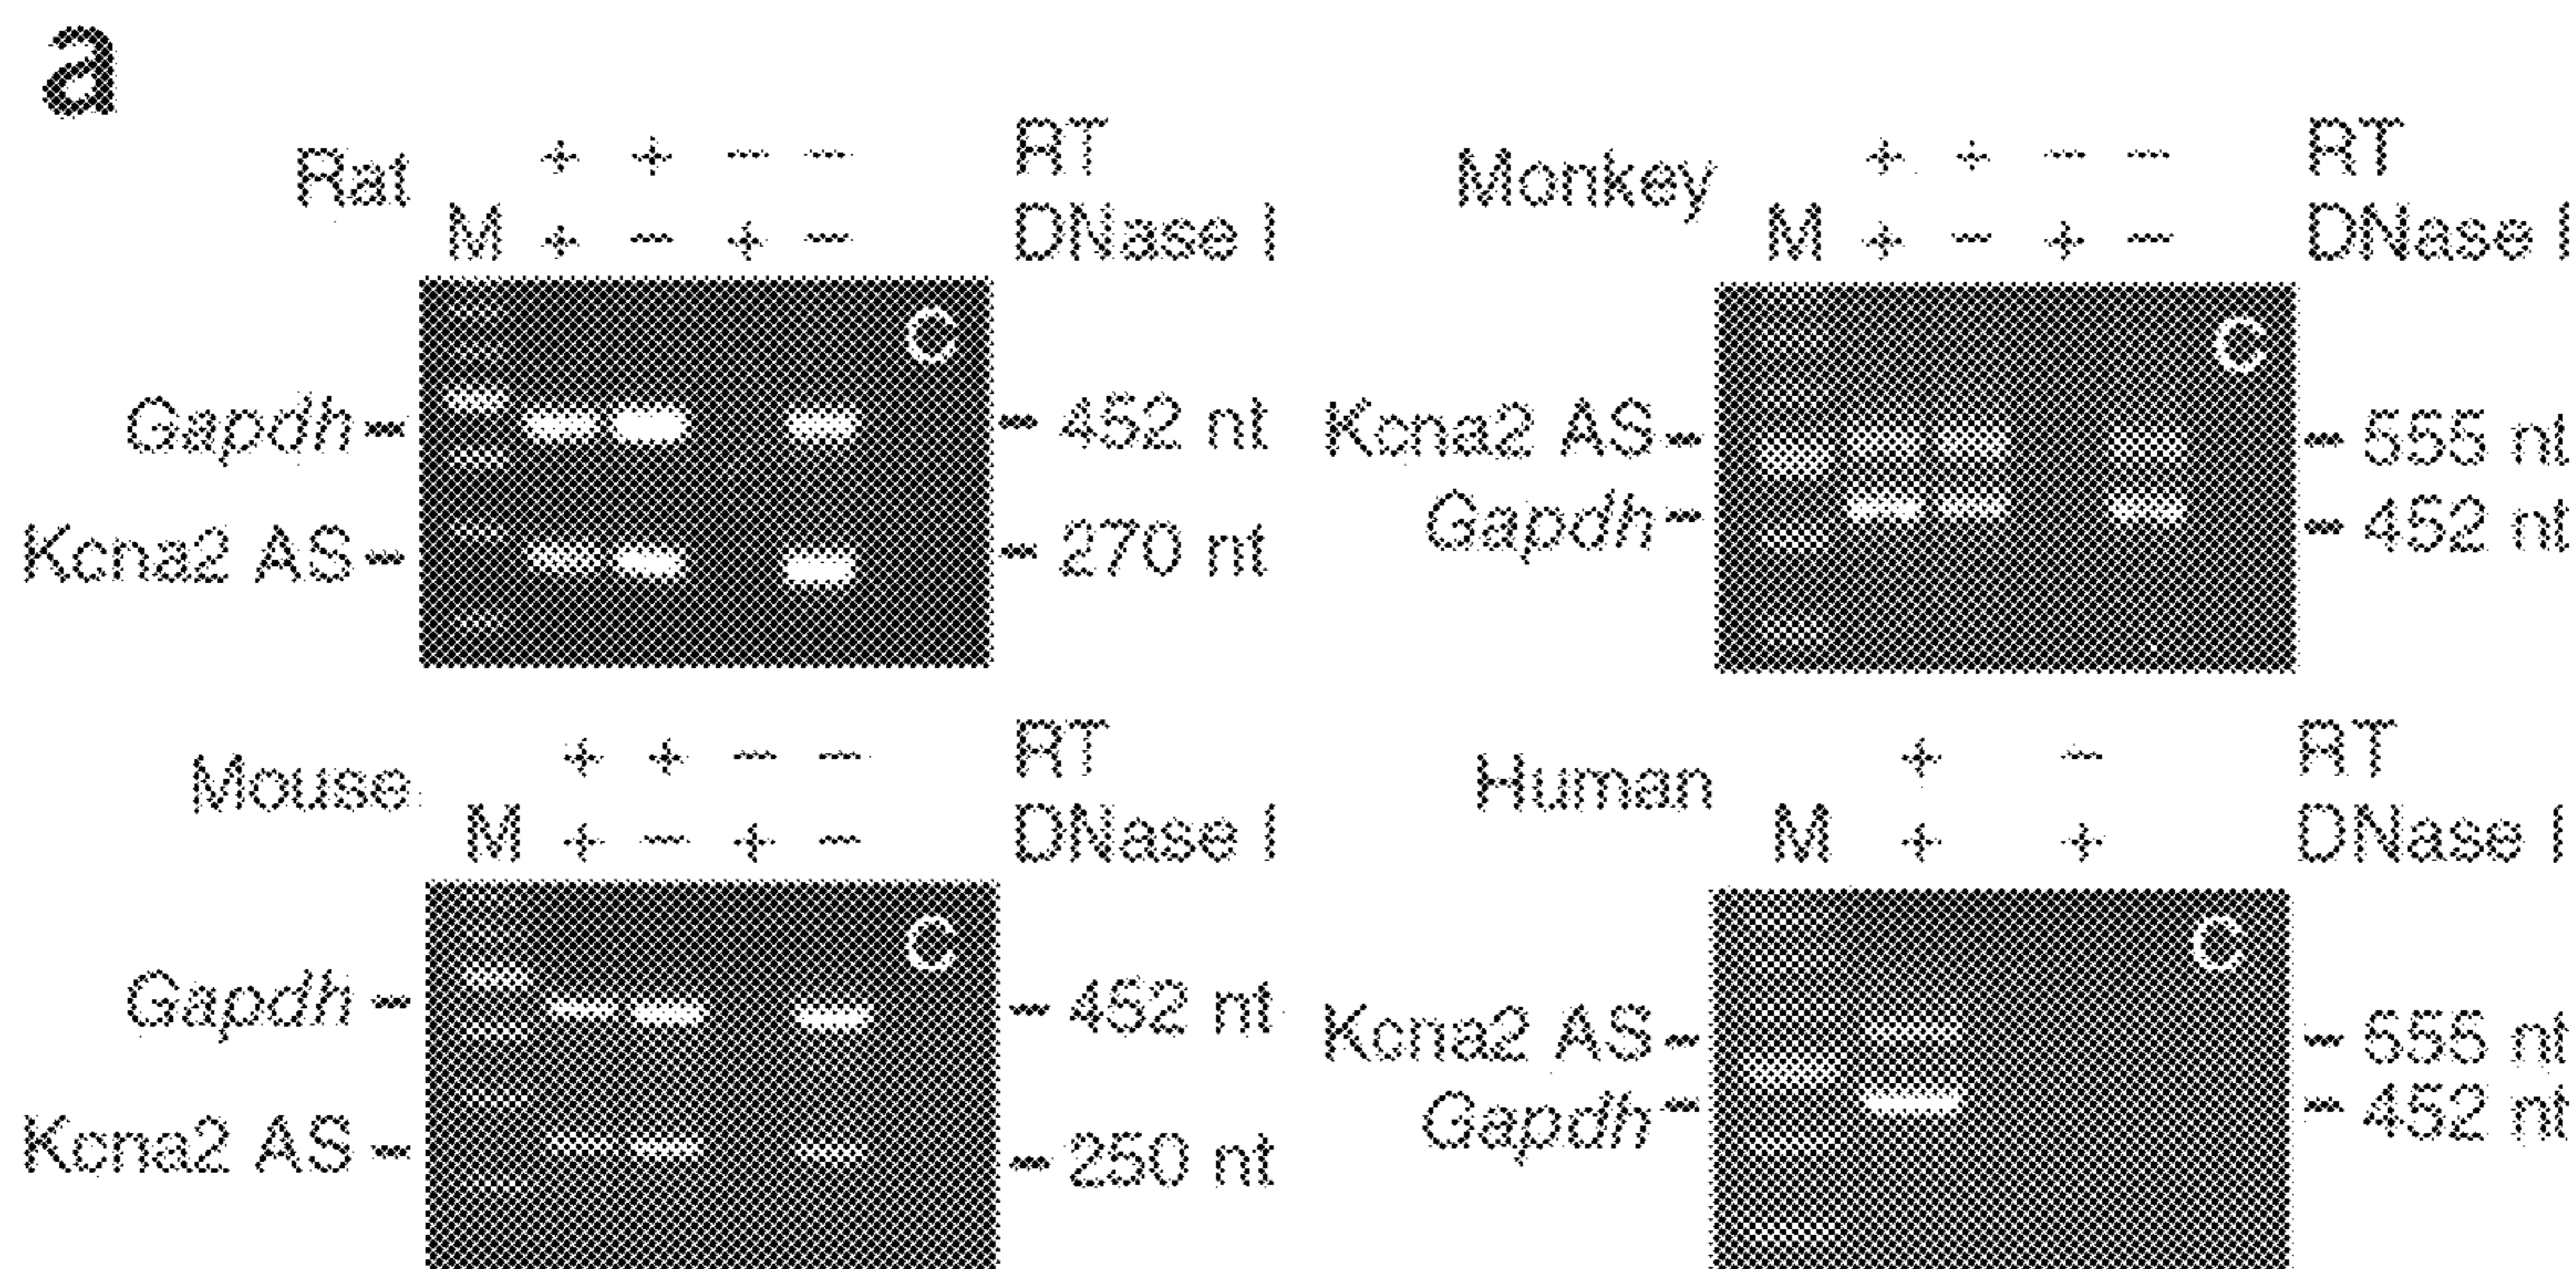 a
Rat + + − − RT
M + − + − DNase I
C
Gapdh − − 452 nt
Kcna2 AS − − 270 nt
Monkey + + − − RT
M + − + − DNase I
C
Kcna2 AS − − 555 nt
Gapdh − − 452 nt
Mouse + + − − RT
M + − + − DNase I
C
Gapdh − − 452 nt
Kcna2 AS − − 250 nt
Human + − RT
M + + DNase I
C
Kcna2 AS − − 555 nt
Gapdh − − 452 nt